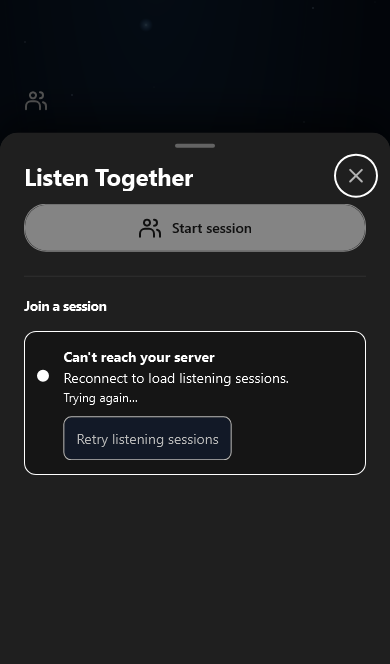 Listen Together
Start session
Join a session
Can't reach your server
Reconnect to load listening sessions.
Trying again...
Retry listening sessions